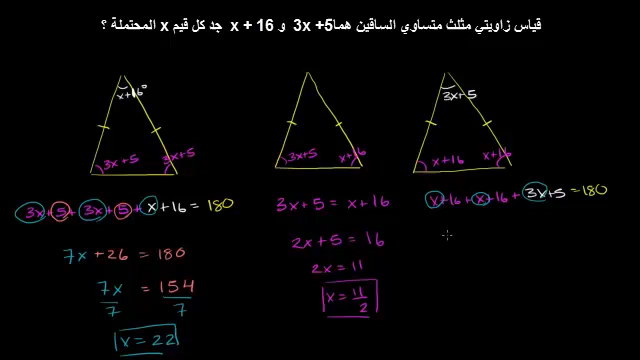 قياس زاويتي مثلث متساوي الساقين هما3x +5 و x + 16 جد كل قيم x المحتملة ؟
x+16°
3x+5
3x+5
3x+5+3x+5+x+16=180
7x+26=180
7x = 154
7 7
x=22
3x+5
x+16
3x+5=x+16
2x+5=16
2x=11
x=11/2
3x+5
x+16
x+16
x+16+x+16+3x+5=180